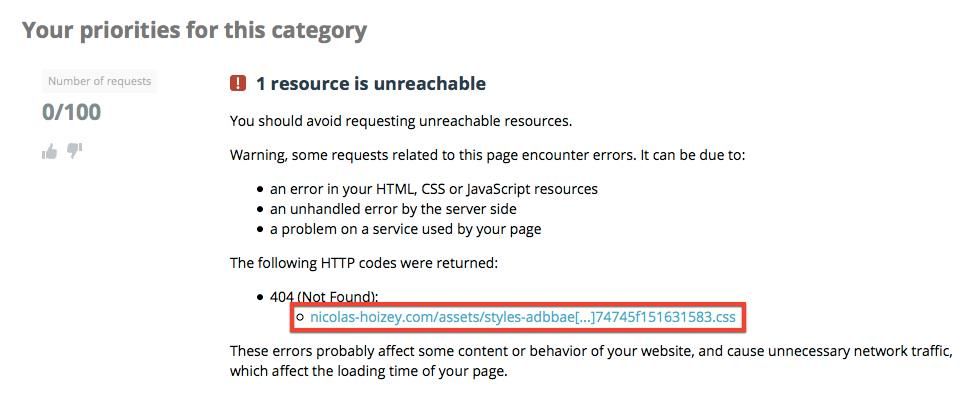 Your priorities for this category
Number of requests
0/100
! 1 resource is unreachable
You should avoid requesting unreachable resources.
Warning, some requests related to this page encounter errors. It can be due to:
• an error in your HTML, CSS or JavaScript resources
• an unhandled error by the server side
• a problem on a service used by your page
The following HTTP codes were returned:
• 404 (Not Found):
nicolas-hoizey.com/assets/styles-adbbae[...]74745f151631583.css
These errors probably affect some content or behavior of your website, and cause unnecessary network traffic,
which affect the loading time of your page.